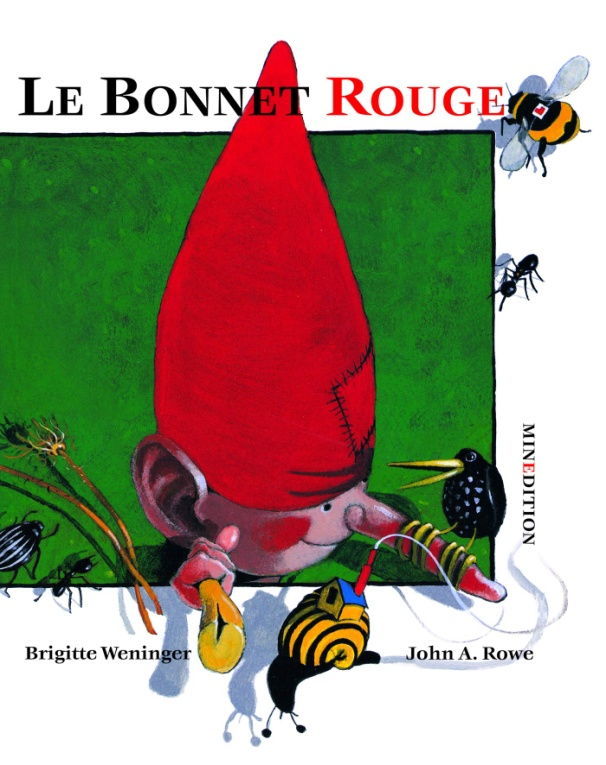 LE BONNET ROUGE
MINEDITION
Brigitte Weninger
John A. Rowe